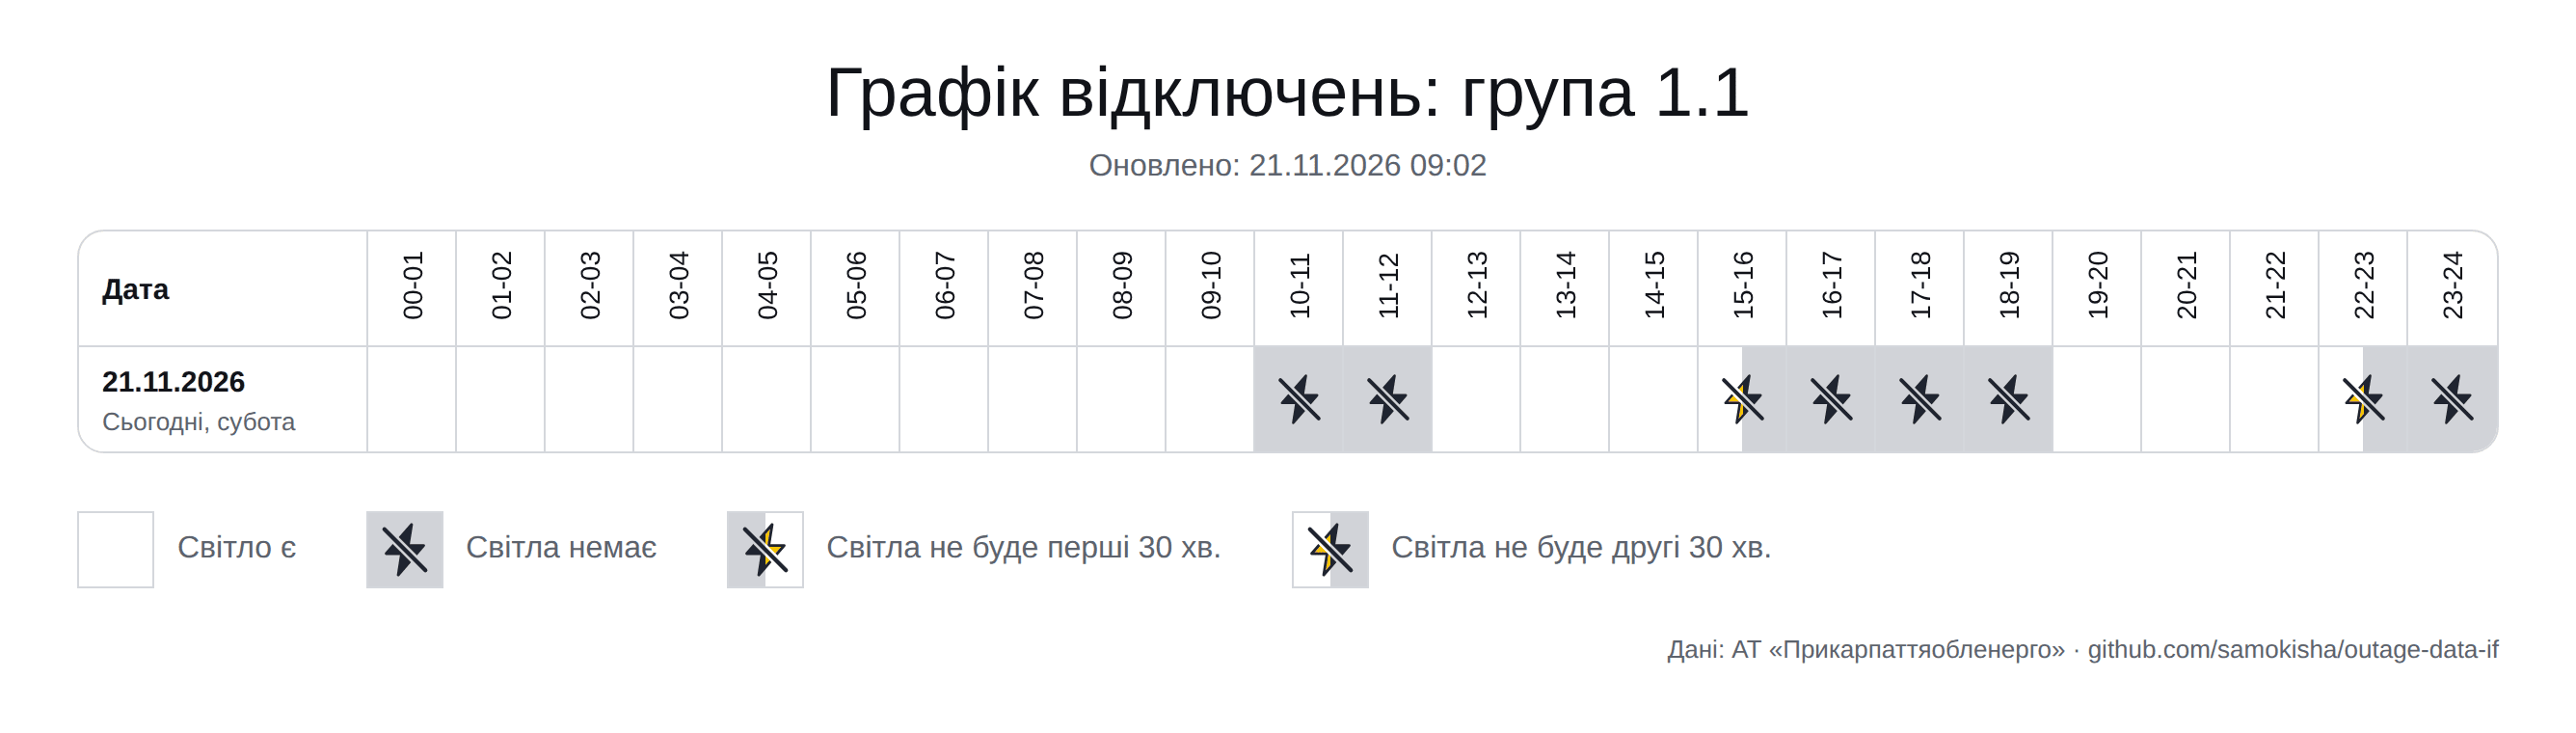 Графік відключень: група 1.1
Оновлено: 21.11.2026 09:02
Дата 00-01 01-02 02-03 03-04 04-05 05-06 06-07 07-08 08-09 09-10 10-11 11-12 12-13 13-14 14-15 15-16 16-17 17-18 18-19 19-20 20-21 21-22 22-23 23-24
21.11.2026
Сьогодні, субота
Світло є Світла немає Світла не буде перші 30 хв. Світла не буде другі 30 хв.
Дані: АТ «Прикарпаттяобленерго» · github.com/samokisha/outage-data-if